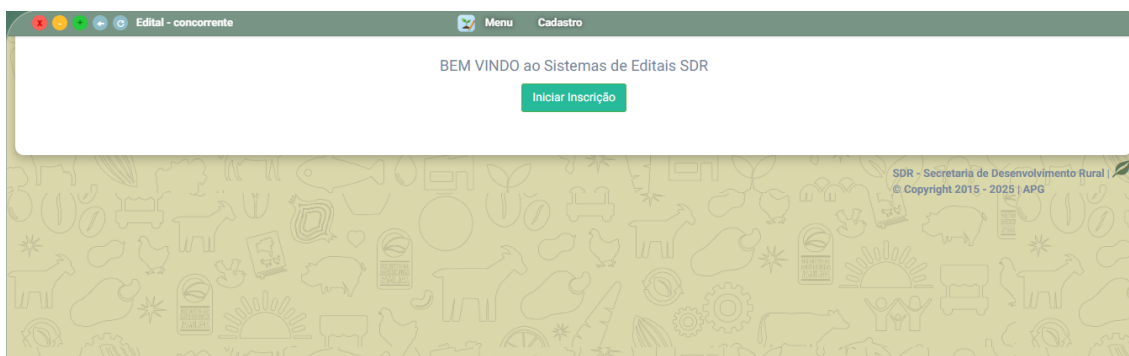 Edital - concorrente
Menu Cadastro
BEM VINDO ao Sistemas de Editais SDR
Iniciar Inscrição
SDR - Secretaria de Desenvolvimento Rural |
© Copyright 2015 - 2025 | APG